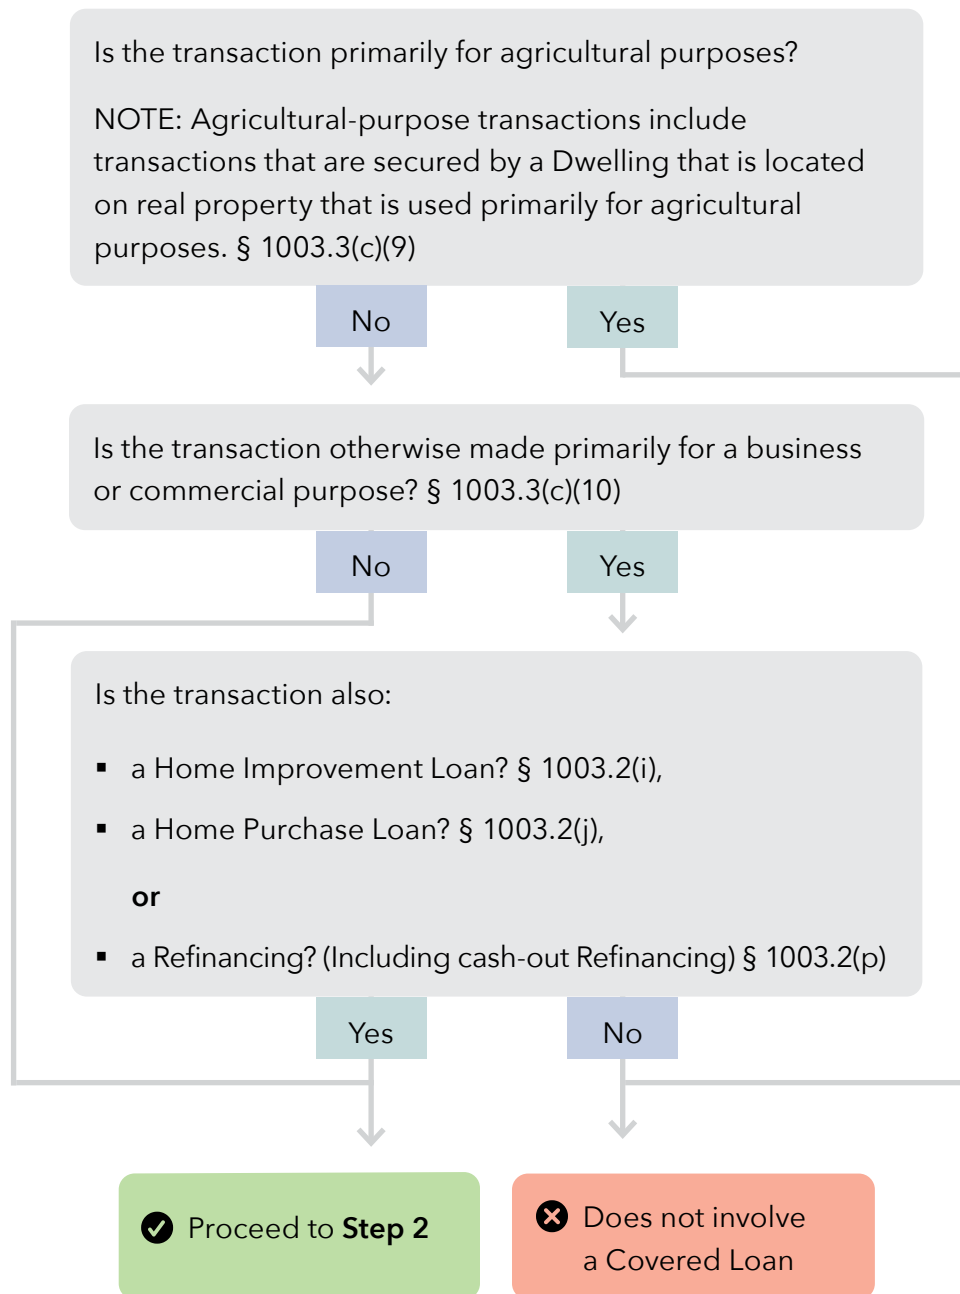 Is the transaction primarily for agricultural purposes?
NOTE: Agricultural-purpose transactions include
transactions that are secured by a Dwelling that is located
on real property that is used primarily for agricultural
purposes. § 1003.3(c)(9)
No
Yes
Is the transaction otherwise made primarily for a business
or commercial purpose? § 1003.3(c)(10)
No
Yes
Is the transaction also:
▪ a Home Improvement Loan? § 1003.2(i),
▪ a Home Purchase Loan? § 1003.2(j),
or
▪ a Refinancing? (Including cash-out Refinancing) § 1003.2(p)
Yes
No
Proceed to Step 2
Does not involve
a Covered Loan